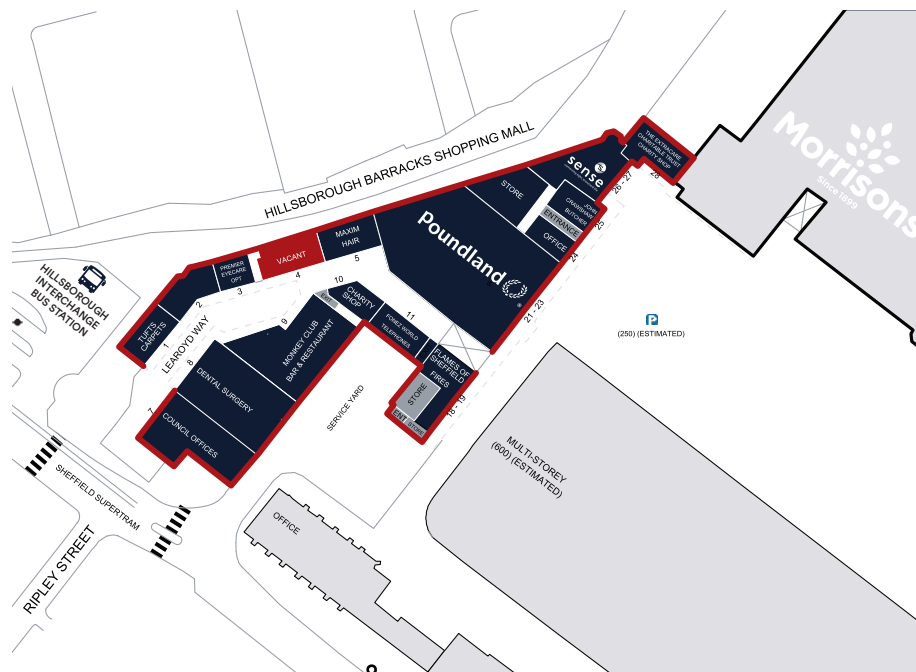 Morrisons
Since 1899
HILLSBOROUGH BARRACKS SHOPPING MALL
THE EXTRACARE
CHARITABLE TRUST
CHARITY SHOP
28
26 - 27
sense
STORE
JOHN
CRAWSHAW
BUTCHER
ENTRANCE
25
OFFICE
24
Poundland
®
21 - 23
MAXIM
HAIR
5
VACANT
4
PREMIER
EYECARE
OPT
3
2
TUFTS
CARPETS
1
HILLSBOROUGH
INTERCHANGE
BUS STATION
LEAROYD WAY
10
CHARITY
SHOP
11
FONEZ WORLD
TELEPHONES
FLAMES OF
SHEFFIELD
FIRES
STORE
ENT
STORE
18 - 19
9
MONKEY CLUB
BAR & RESTAURANT
8
DENTAL SURGERY
7
COUNCIL OFFICES
SERVICE YARD
P
(250) (ESTIMATED)
MULTI-STOREY
(600) (ESTIMATED)
SHEFFIELD SUPERTRAM
RIPLEY STREET
OFFICE